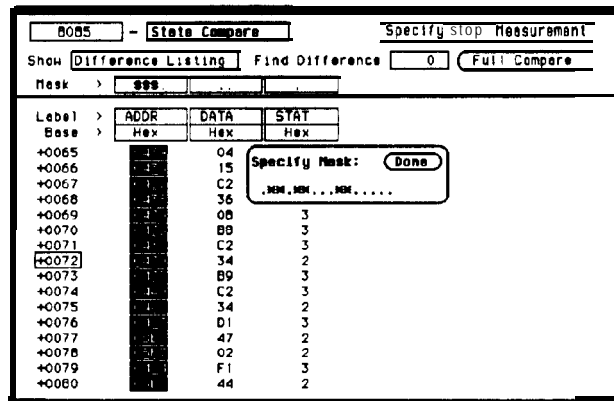 8085 - State Compare Specify stop Measurement
Show Difference Listing Find Difference 0 Full Compare
Mask > $$$. .. .
Label > ADDR DATA STAT
Base > Hex Hex Hex
+0065 04
+0066 15
+0067 C2
+0068 36
Specify Mask: Done
+0069 08 3
+0070 BB 3
+0071 C2 3
+0072 34 2
+0073 B9 3
+0074 C2 3
+0075 34 2
+0076 D1 3
+0077 47 2
+0078 02 2
+0079 F1 3
+0080 44 2